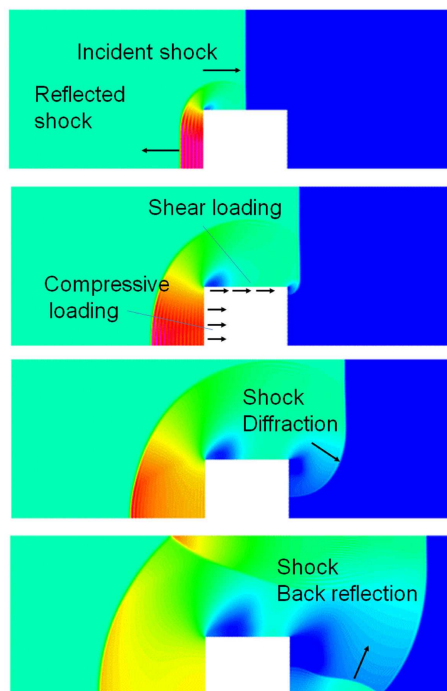 Incident shock
Reflected
shock
Shear loading
Compressive
loading
Shock
Diffraction
Shock
Back reflection